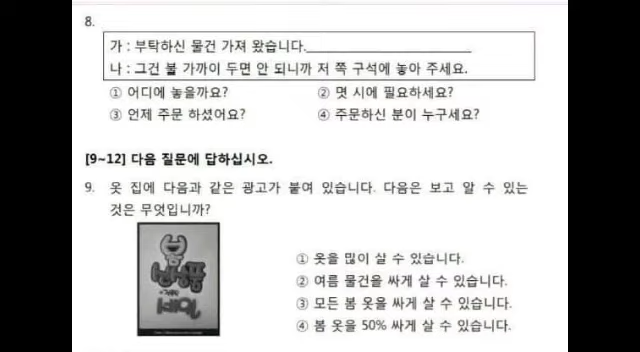 8.
가 : 부탁하신 물건 가져 왔습니다.____________________
나 : 그건 불 가까이 두면 안 되니까 저 쪽 구석에 놓아 주세요.
① 어디에 놓을까요? ② 몇 시에 필요하세요?
③ 언제 주문 하셨어요? ④ 주문하신 분이 누구세요?
[9~12] 다음 질문에 답하십시오.
9. 옷 집에 다음과 같은 광고가 붙여 있습니다. 다음은 보고 알 수 있는
것은 무엇입니까?
봄
신상품
세일
① 옷을 많이 살 수 있습니다.
② 여름 물건을 싸게 살 수 있습니다.
③ 모든 봄 옷을 싸게 살 수 있습니다.
④ 봄 옷을 50% 싸게 살 수 있습니다.